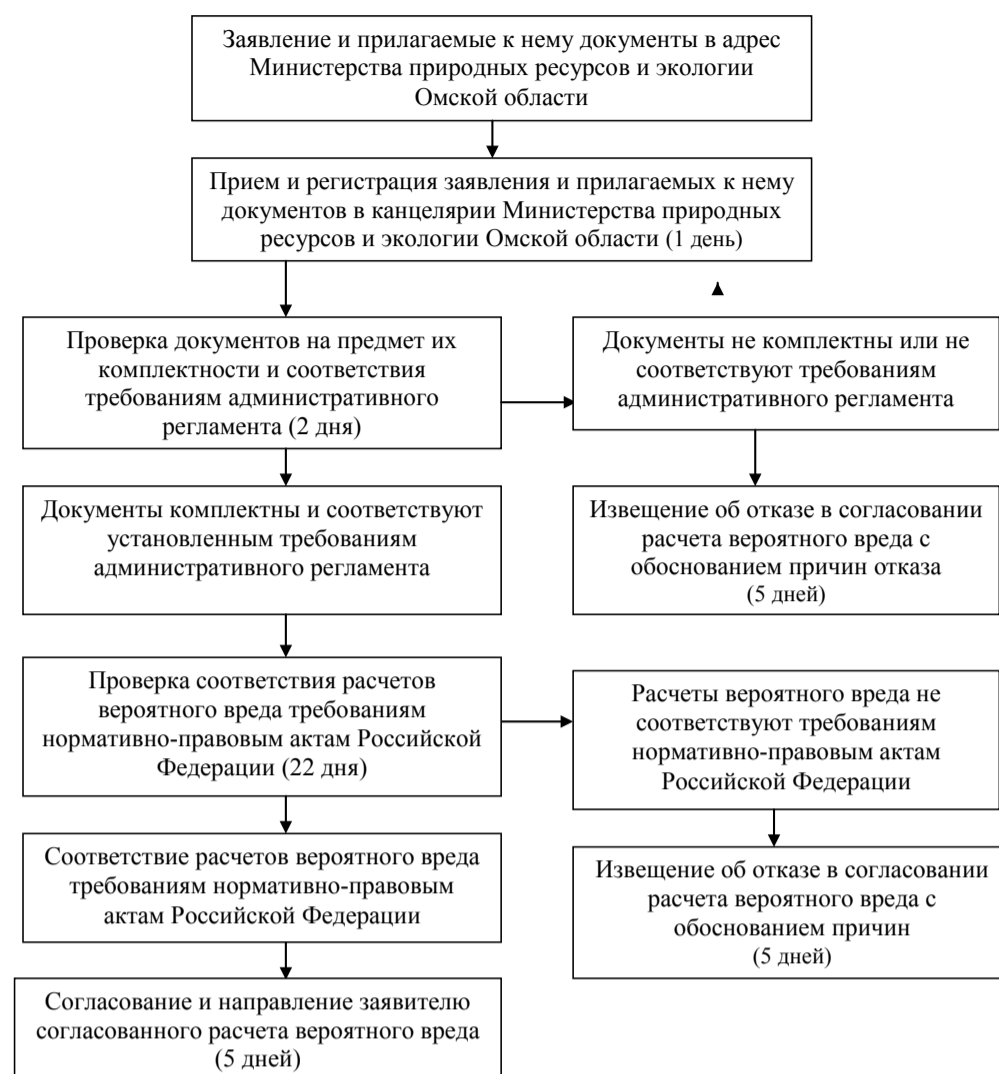 Заявление и прилагаемые к нему документы в адрес
Министерства природных ресурсов и экологии
Омской области
Прием и регистрация заявления и прилагаемых к нему
документов в канцелярии Министерства природных
ресурсов и экологии Омской области (1 день)
Проверка документов на предмет их
комплектности и соответствия
требованиям административного
регламента (2 дня)
Документы не комплектны или не
соответствуют требованиям
административного регламента
Документы комплектны и соответствуют
установленным требованиям
административного регламента
Извещение об отказе в согласовании
расчета вероятного вреда с
обоснованием причин отказа
(5 дней)
Проверка соответствия расчетов
вероятного вреда требованиям
нормативно-правовым актам Российской
Федерации (22 дня)
Расчеты вероятного вреда не
соответствуют требованиям
нормативно-правовым актам
Российской Федерации
Соответствие расчетов вероятного вреда
требованиям нормативно-правовым
актам Российской Федерации
Извещение об отказе в согласовании
расчета вероятного вреда с
обоснованием причин
(5 дней)
Согласование и направление заявителю
согласованного расчета вероятного вреда
(5 дней)